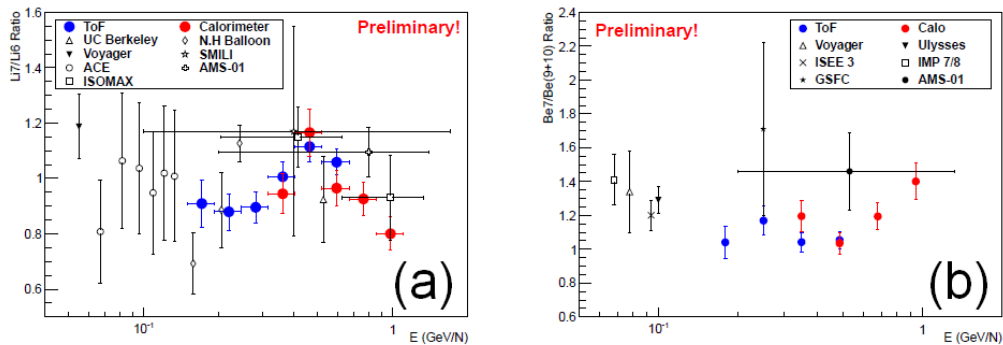 Li7/Li6 Ratio
1.6
1.4
1.2
1
0.8
0.6
ToF
Calorimeter
UC Berkeley
N.H Balloon
Voyager
SMILI
ACE
AMS-01
ISOMAX
Preliminary!
(a)
10⁻¹
1
E (GeV/N)
Be7/Be(9+10) Ratio
2.4
2.2
2
1.8
1.6
1.4
1.2
1
0.8
0.6
Preliminary!
ToF
Calo
Voyager
Ulysses
ISEE 3
IMP 7/8
GSFC
AMS-01
(b)
10⁻¹
1
E (GeV/N)